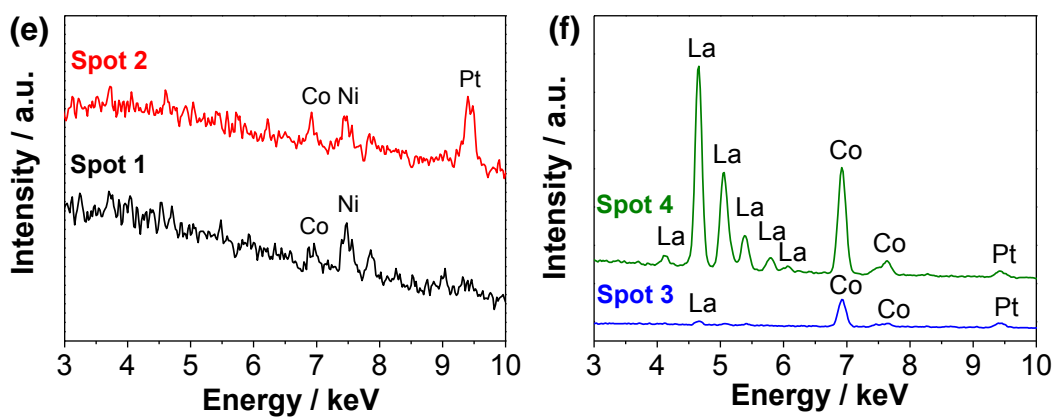 (e)
Spot 2
Co
Ni
Pt
Spot 1
Co
Ni
Intensity / a.u.
3 4 5 6 7 8 9 10
Energy / keV
(f)
La
La
La
La
La
La
Co
Co
Pt
Spot 4
Spot 3
La
Co
Co
Pt
Intensity / a.u.
3 4 5 6 7 8 9 10
Energy / keV